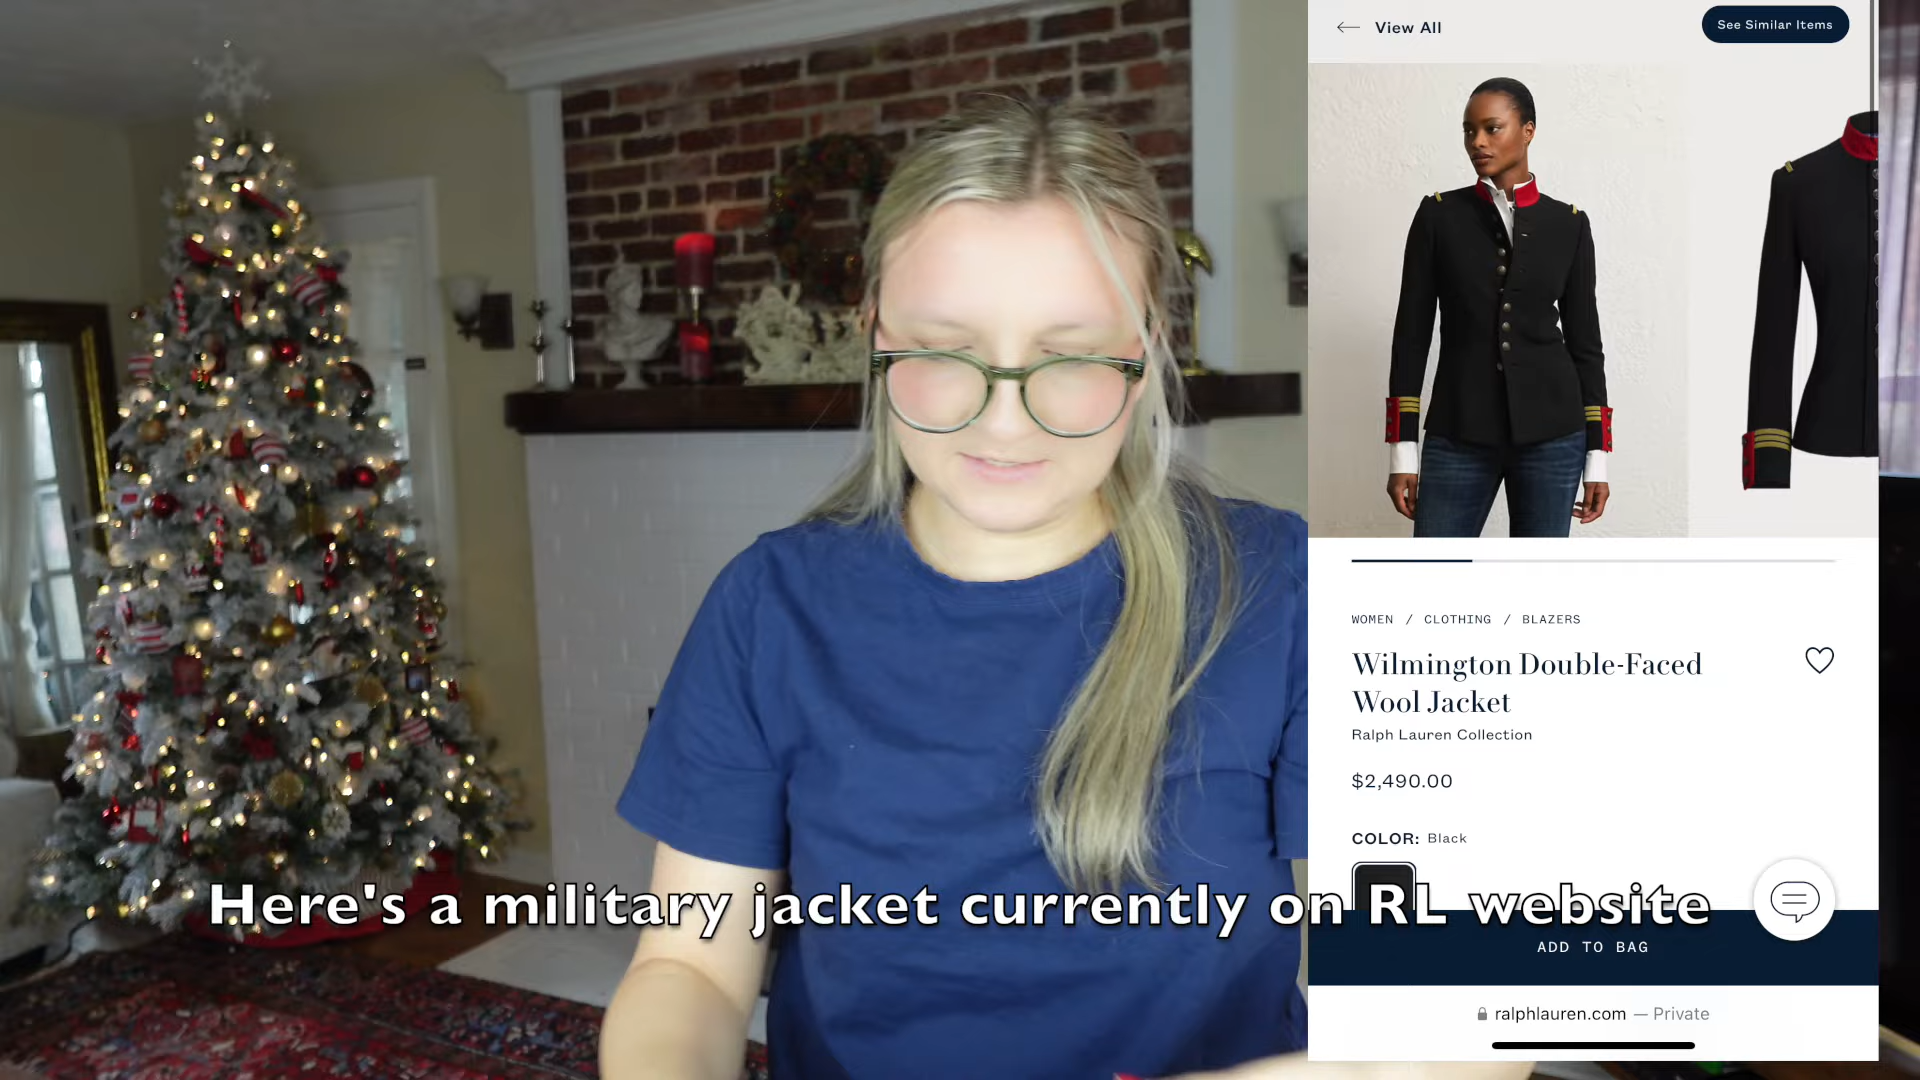 View All
See Similar Items
WOMEN / CLOTHING / BLAZERS
Wilmington Double-Faced
Wool Jacket
Ralph Lauren Collection
$2,490.00
COLOR: Black
Here's a military jacket currently on RL website
ADD TO BAG
ralphlauren.com — Private